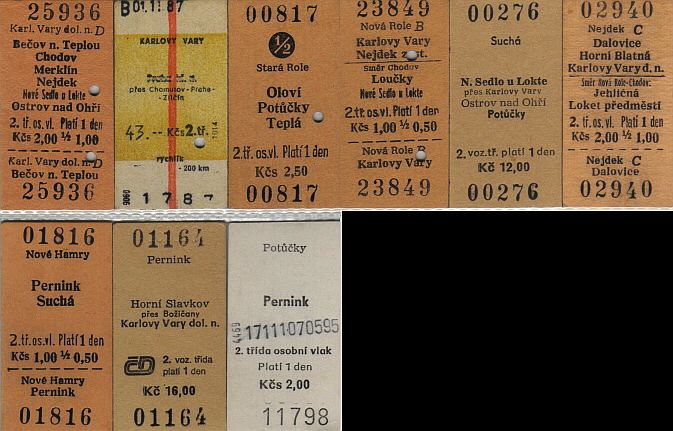 25936
Karl. Vary dol. n. D
Bečov n. Teplou
Chodov
Merklín
Nejdek
Nové Sedlo u Lokte
Ostrov nad Ohří
2. tř. os. vl. Platí 1 den
Kčs 2,00 ½ 1,00
Karl. Vary dol. n. D
Bečov n. Teplou
25936
B 01.11 87
KARLOVY VARY
přes Chomutov-Praha-
43.-- Kčs 2. tř.
rychlík
- 200 km
1787
00817
½
Stará Role
Oloví
Potůčky
Teplá
2. tř. os. vl. Platí 1 den
Kčs 2,50
00817
23849
Nová Role B
Karlovy Vary
Nejdek zast.
Směr Chodov
Loučky
Nové Sedlo u Lokte
2. tř. os. vl. Platí 1 den
Kčs 1,00 ½ 0,50
Nová Role B
Karlovy Vary
23849
00276
Suchá
N. Sedlo u Lokte
přes Karlovy Vary
Ostrov nad Ohří
Potůčky
2. voz. tř. platí 1 den
Kč 12,00
00276
02940
Nejdek C
Dalovice
Horní Blatná
Karlovy Vary d. n.
Směr Nová Role-Chodov:
Jehličná
Loket předměstí
2. tř. os. vl. Platí 1 den
Kčs 2,00 ½ 1,00
Nejdek C
Dalovice
02940
01816
Nové Hamry
Pernink
Suchá
2. tř. os. vl. Platí 1 den
Kčs 1,00 ½ 0,50
Nové Hamry
Pernink
01816
01164
Pernink
Horní Slavkov
přes Božičany
Karlovy Vary dol. n.
ČD
2. voz. třída
platí 1 den
Kč 16,00
01164
Potůčky
Pernink
17111070595
2. třída osobní vlak
Platí 1 den
Kčs 2,00
11798